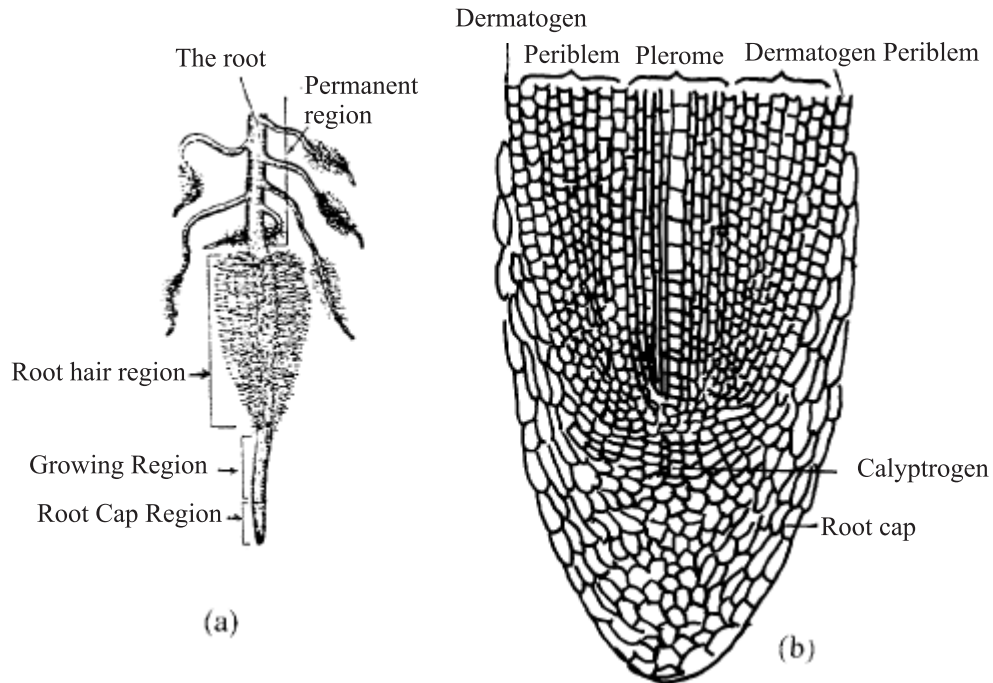 The root
Permanent
region
Root hair region
Growing Region
Root Cap Region
(a)
Dermatogen
Periblem Plerome Dermatogen Periblem
Calyptrogen
Root cap
(b)